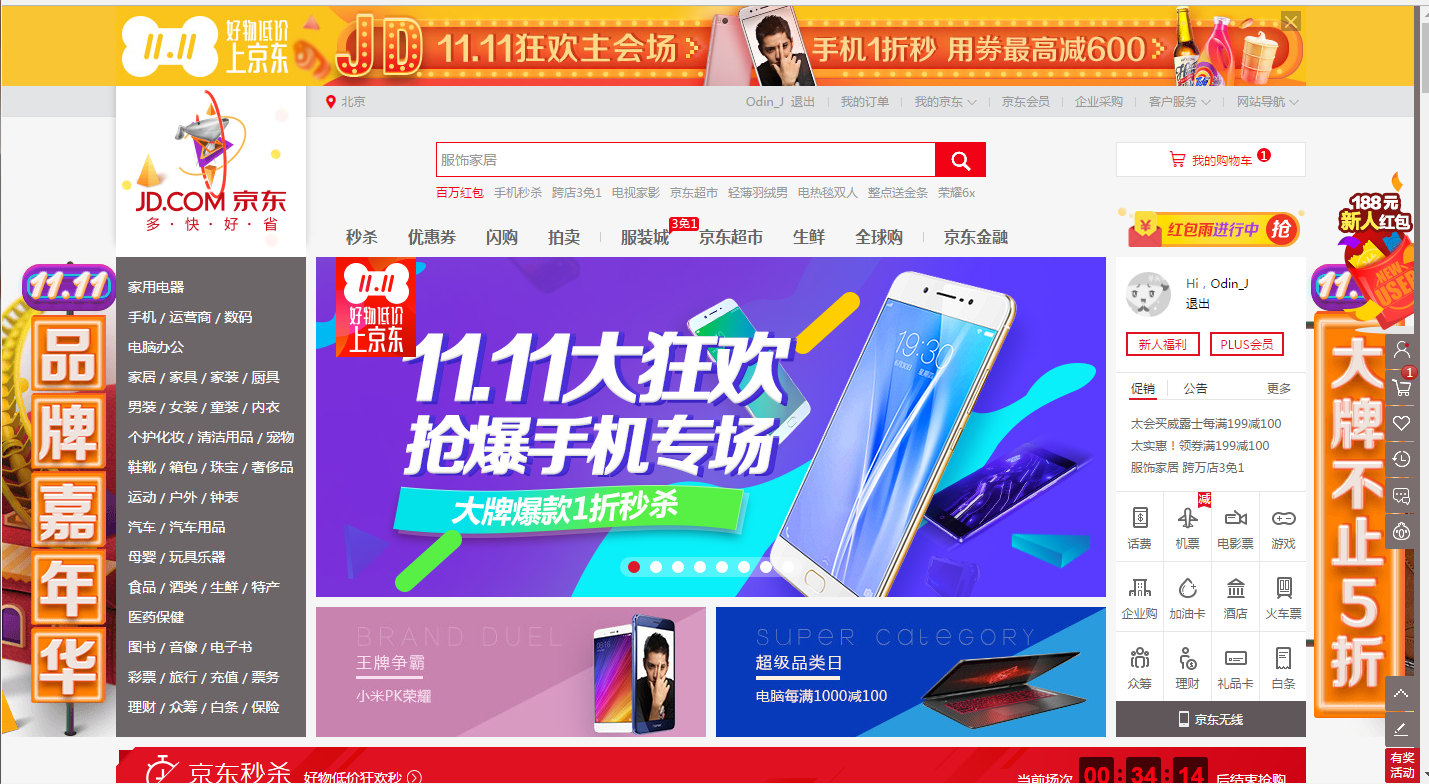 11.11 好物低价
上京东
JD 11.11狂欢主会场
手机1折秒 用券最高减600
北京
Odin_J 退出 我的订单 我的京东 京东会员 企业采购 客户服务 网站导航
JD.COM 京东
多·快·好·省
服饰家居
我的购物车 1
百万红包 手机秒杀 跨店3免1 电视家影 京东超市 轻薄羽绒男 电热毯双人 整点送金条 荣耀6x
3免1
秒杀 优惠券 闪购 拍卖 服装城 京东超市 生鲜 全球购 京东金融
红包雨进行中 抢
188元
新人红包
NEW
USER
11.11
品牌嘉年华
家用电器
手机 / 运营商 / 数码
电脑办公
家居 / 家具 / 家装 / 厨具
男装 / 女装 / 童装 / 内衣
个护化妆 / 清洁用品 / 宠物
鞋靴 / 箱包 / 珠宝 / 奢侈品
运动 / 户外 / 钟表
汽车 / 汽车用品
母婴 / 玩具乐器
食品 / 酒类 / 生鲜 / 特产
医药保健
图书 / 音像 / 电子书
彩票 / 旅行 / 充值 / 票务
理财 / 众筹 / 白条 / 保险
11.11
好物低价
上京东
11.11大狂欢
抢爆手机专场
大牌爆款1折秒杀
19:30
BRAND DUEL
王牌争霸
小米PK荣耀
SUPER CATEGORY
超级品类日
电脑每满1000减100
Hi，Odin_J
退出
新人福利 PLUS会员
促销 公告 更多
太会买威露士每满199减100
太实惠！领券满199减100
服饰家居 跨万店3免1
减
话费 机票 电影票 游戏
企业购 加油卡 酒店 火车票
众筹 理财 礼品卡 白条
京东无线
11.
大牌不止5折
1
有奖
活动
京东秒杀 好物低价狂欢秒
当前场次 00:34:14 后结束抢购